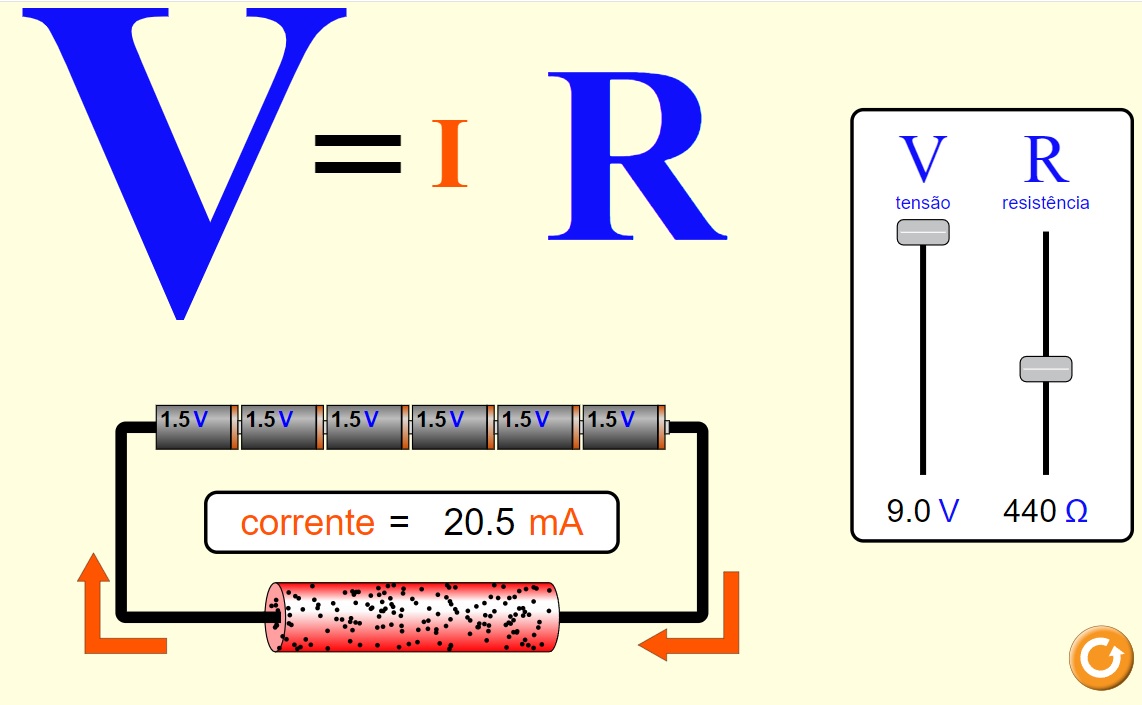 V = I R
V R
tensão resistência
1.5 V 1.5 V 1.5 V 1.5 V 1.5 V 1.5 V
corrente = 20.5 mA
9.0 V 440 Ω